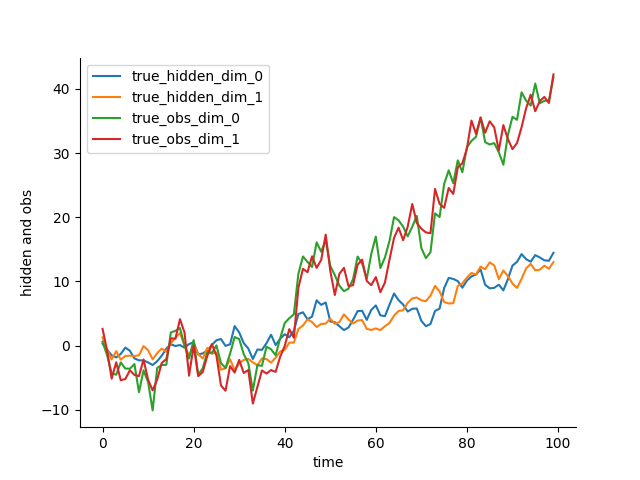 true_hidden_dim_0
true_hidden_dim_1
true_obs_dim_0
true_obs_dim_1
hidden and obs
40
30
20
10
0
−10
0 20 40 60 80 100
time